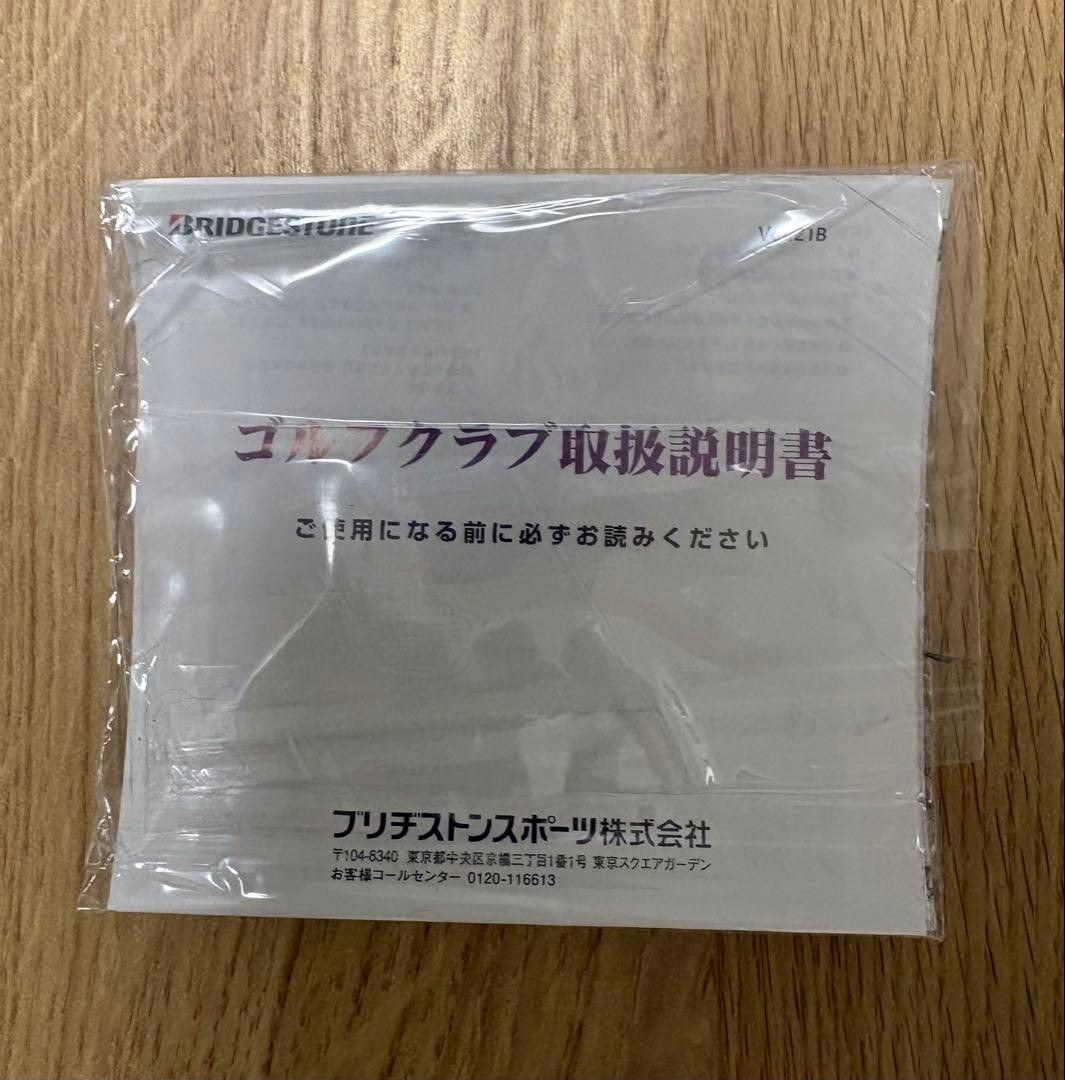 BRIDGESTONE
ゴルフクラブ取扱説明書
ご使用になる前に必ずお読みください
ブリヂストンスポーツ株式会社
〒104-8340 東京都中央区京橋三丁目1番1号 東京スクエアガーデン
お客様コールセンター 0120-116613